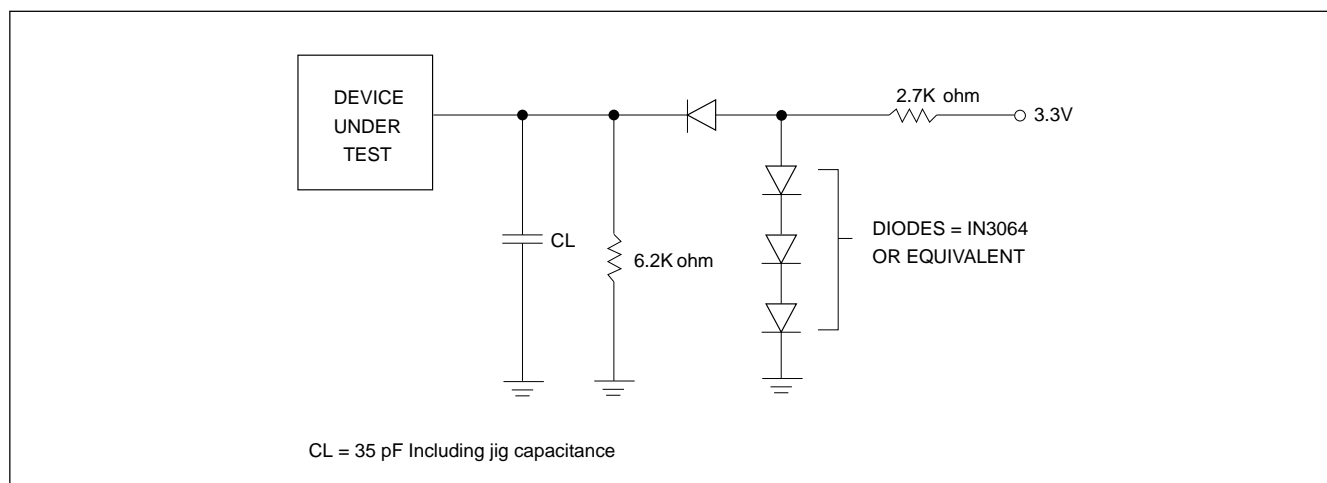 DEVICE
UNDER
TEST
2.7K ohm
3.3V
CL
6.2K ohm
DIODES = IN3064
OR EQUIVALENT
CL = 35 pF Including jig capacitance